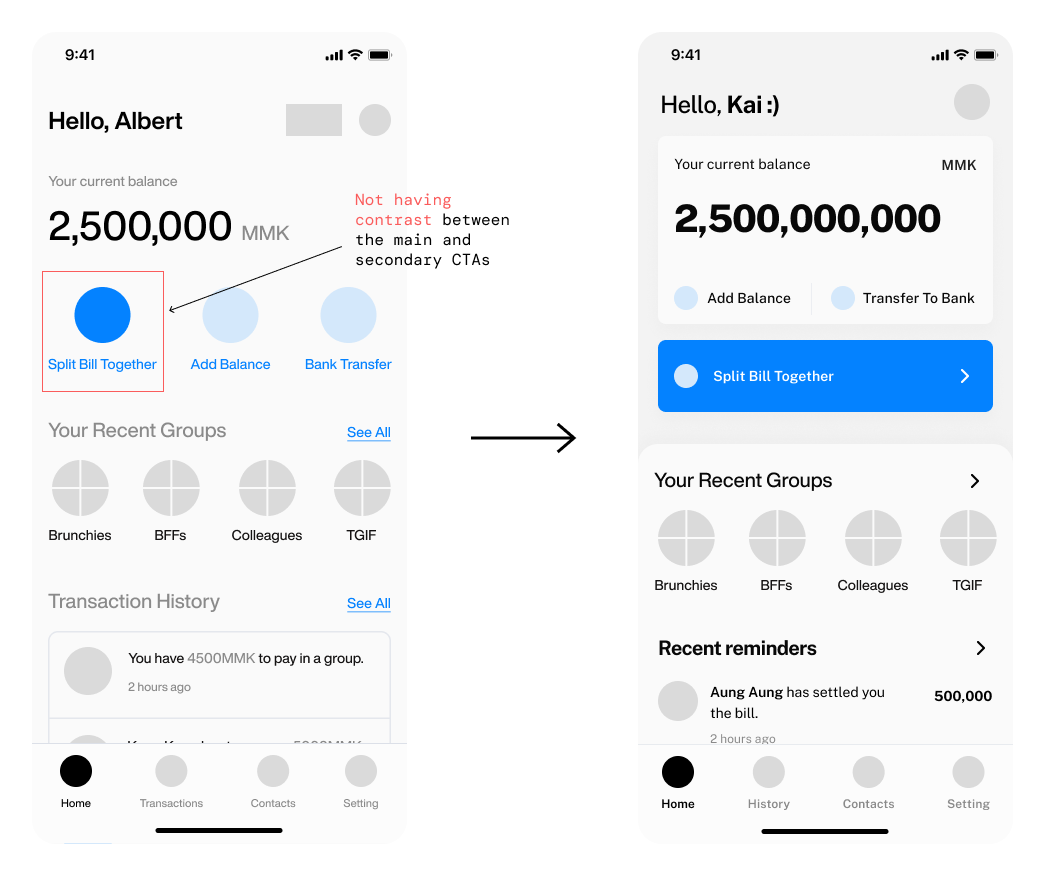 9:41
Hello, Albert
Your current balance
2,500,000 MMK
Split Bill Together
Add Balance
Bank Transfer
Your Recent Groups
See All
Brunchies
BFFs
Colleagues
TGIF
Transaction History
See All
You have 4500MMK to pay in a group.
2 hours ago
Home
Transactions
Contacts
Setting
Not having
contrast between
the main and
secondary CTAs
9:41
Hello, Kai :)
Your current balance
MMK
2,500,000,000
Add Balance
Transfer To Bank
Split Bill Together
Your Recent Groups
Brunchies
BFFs
Colleagues
TGIF
Recent reminders
Aung Aung has settled you
the bill.
500,000
2 hours ago
Home
History
Contacts
Setting